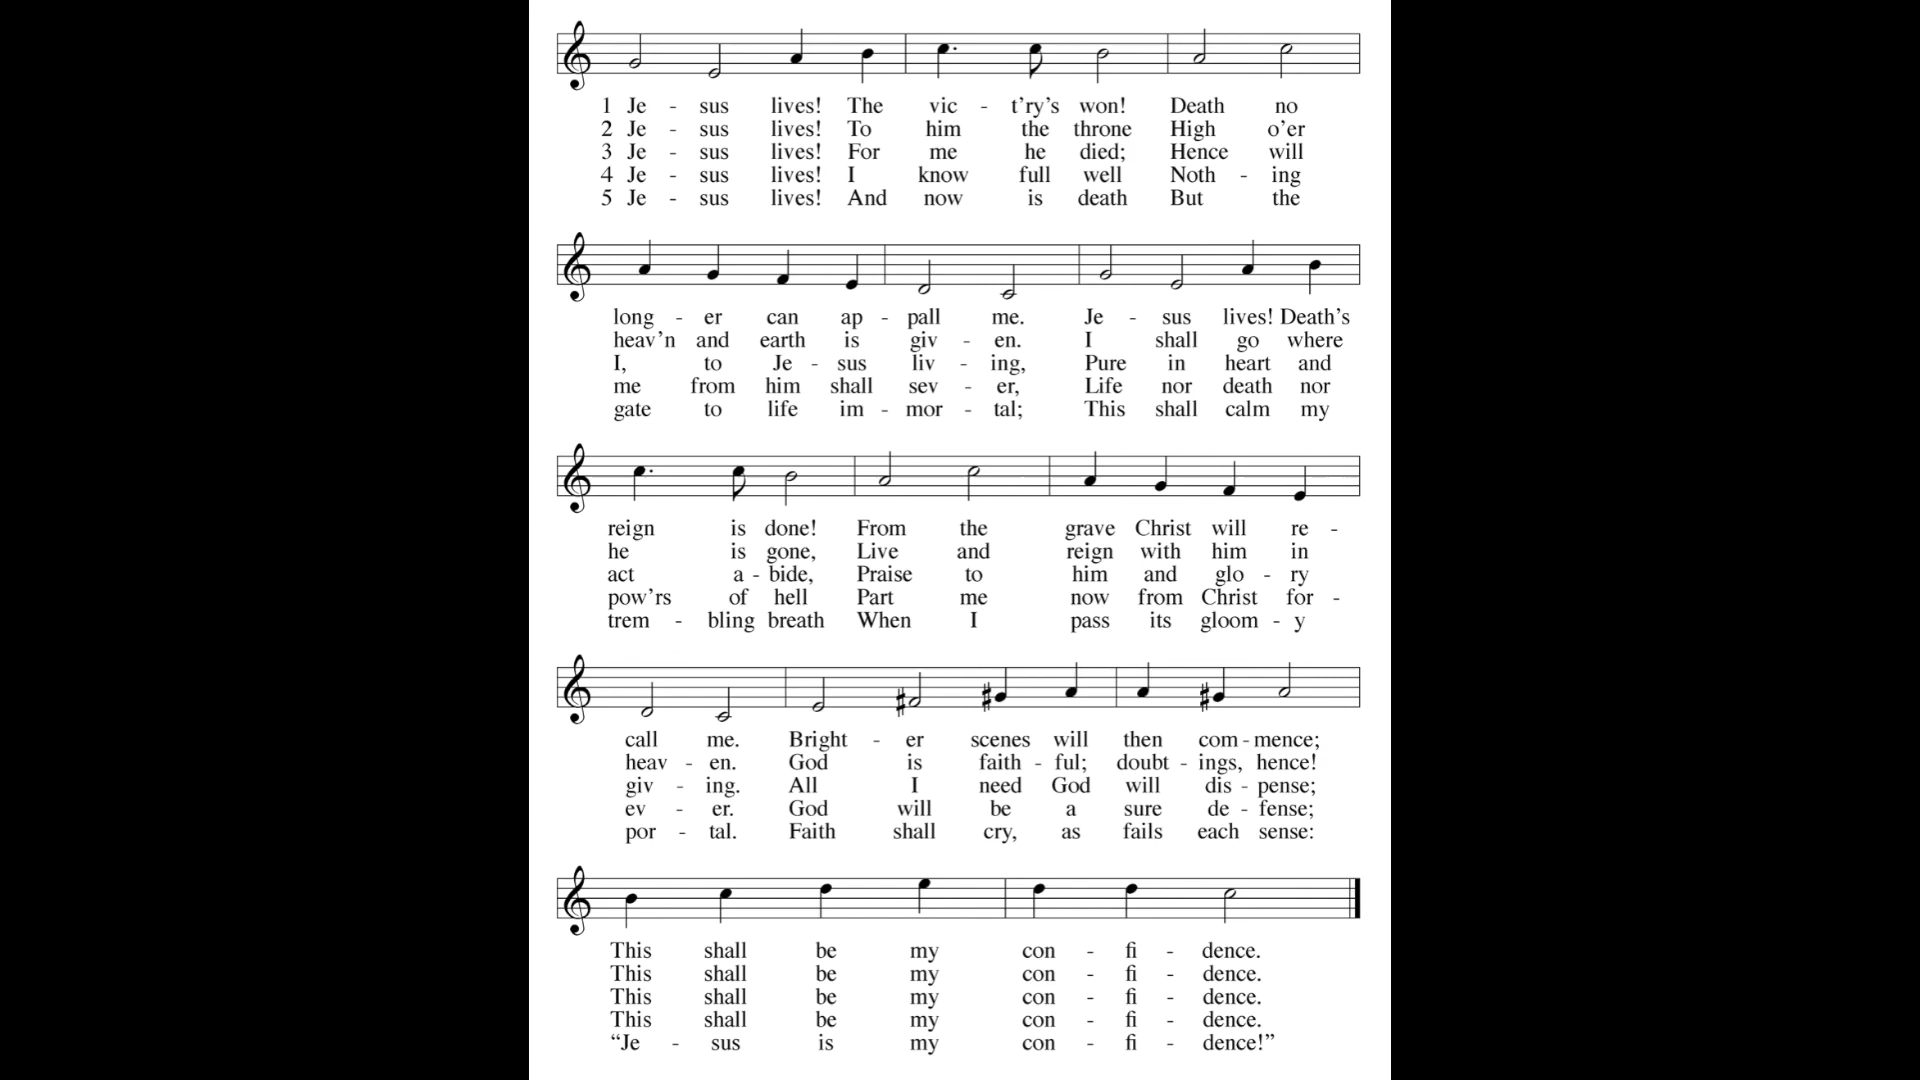 1 Je - sus lives! The vic - t’ry’s won! Death no
2 Je - sus lives! To him the throne High o’er
3 Je - sus lives! For me he died; Hence will
4 Je - sus lives! I know full well Noth - ing
5 Je - sus lives! And now is death But the
long - er can ap - pall me. Je - sus lives! Death’s
heav’n and earth is giv - en. I shall go where
I, to Je - sus liv - ing, Pure in heart and
me from him shall sev - er, Life nor death nor
gate to life im - mor - tal; This shall calm my
reign is done! From the grave Christ will re -
he is gone, Live and reign with him in
act a - bide, Praise to him and glo - ry
pow’rs of hell Part me now from Christ for -
trem - bling breath When I pass its gloom - y
call me. Bright - er scenes will then com - mence;
heav - en. God is faith - ful; doubt - ings, hence!
giv - ing. All I need God will dis - pense;
ev - er. God will be a sure de - fense;
por - tal. Faith shall cry, as fails each sense:
This shall be my con - fi - dence.
This shall be my con - fi - dence.
This shall be my con - fi - dence.
This shall be my con - fi - dence.
“Je - sus is my con - fi - dence!”